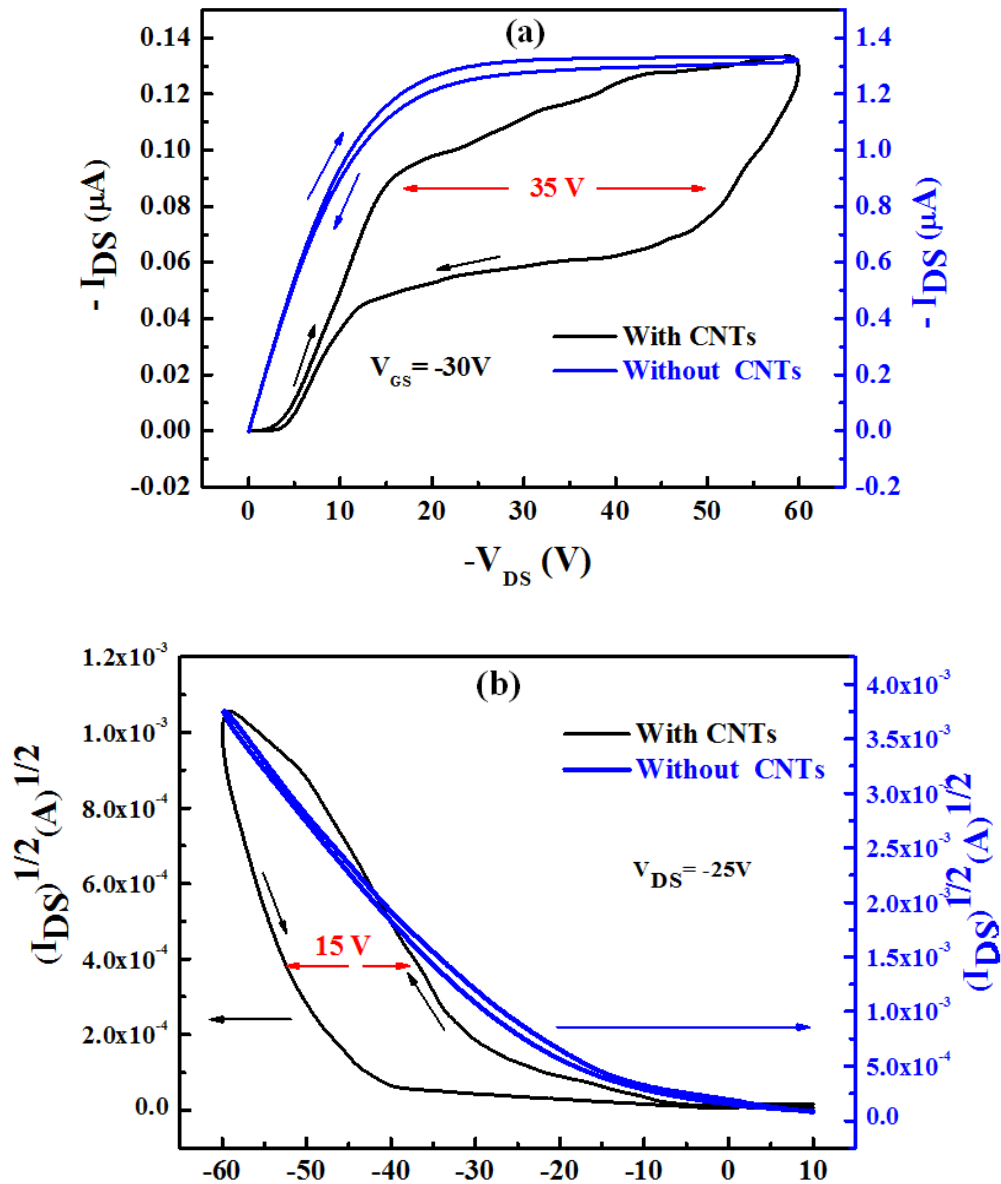 (a)
0.14
0.12
0.10
0.08
0.06
0.04
0.02
0.00
-0.02
- I_DS (μA)
1.4
1.2
1.0
0.8
0.6
0.4
0.2
0.0
-0.2
- I_DS (μA)
35 V
With CNTs
Without CNTs
V_GS= -30V
0 10 20 30 40 50 60
-V_DS (V)
(b)
1.2x10^-3
1.0x10^-3
8.0x10^-4
6.0x10^-4
4.0x10^-4
2.0x10^-4
0.0
(I_DS)^1/2(A)^1/2
4.0x10^-3
3.5x10^-3
3.0x10^-3
2.5x10^-3
2.0x10^-3
1.5x10^-3
1.0x10^-3
5.0x10^-4
0.0
(I_DS)^1/2(A)^1/2
With CNTs
Without CNTs
V_DS= -25V
15 V
-60 -50 -40 -30 -20 -10 0 10